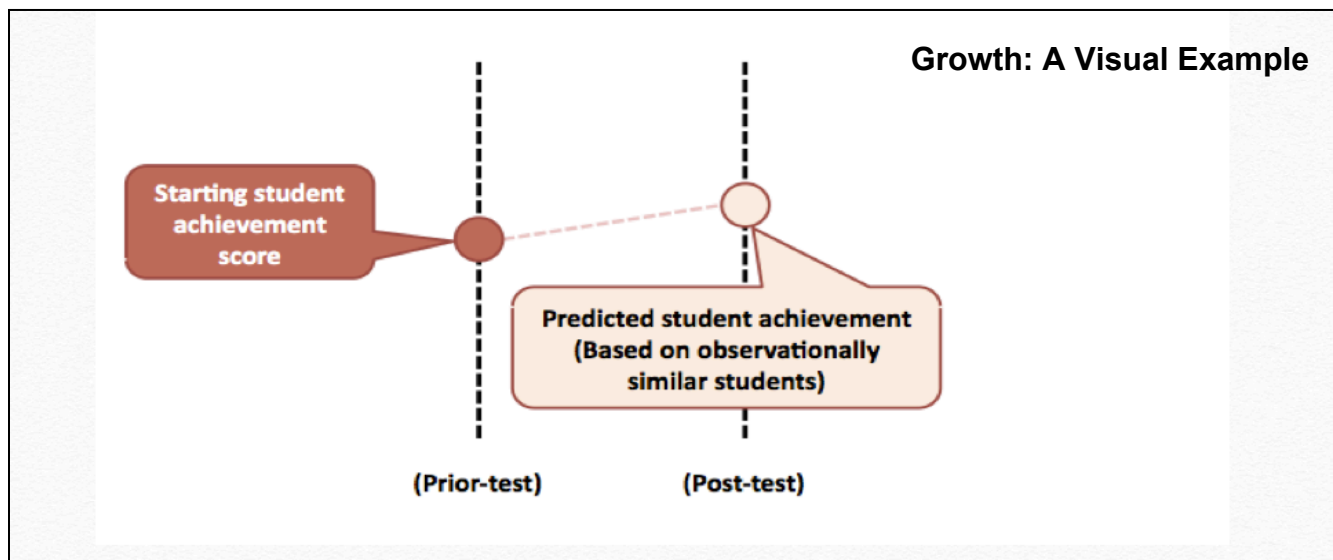 Growth: A Visual Example
Starting student
achievement
score
Predicted student achievement
(Based on observationally
similar students)
(Prior-test)
(Post-test)